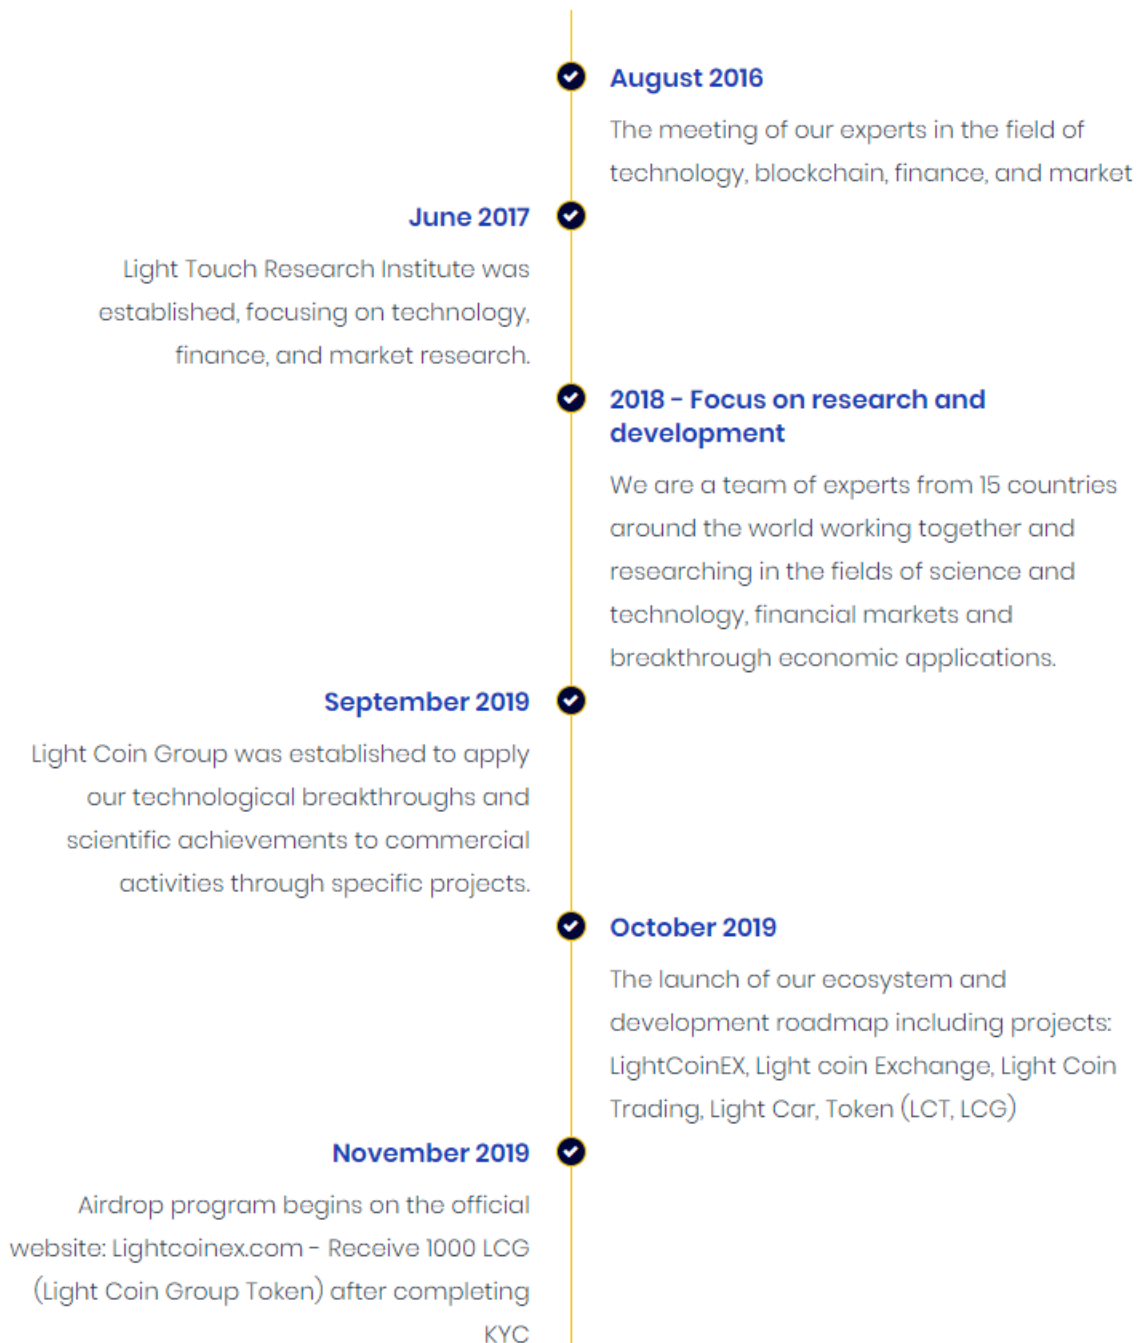 August 2016
The meeting of our experts in the field of
technology, blockchain, finance, and market
June 2017
Light Touch Research Institute was
established, focusing on technology,
finance, and market research.
2018 - Focus on research and
development
We are a team of experts from 15 countries
around the world working together and
researching in the fields of science and
technology, financial markets and
breakthrough economic applications.
September 2019
Light Coin Group was established to apply
our technological breakthroughs and
scientific achievements to commercial
activities through specific projects.
October 2019
The launch of our ecosystem and
development roadmap including projects:
LightCoinEX, Light coin Exchange, Light Coin
Trading, Light Car, Token (LCT, LCG)
November 2019
Airdrop program begins on the official
website: Lightcoinex.com - Receive 1000 LCG
(Light Coin Group Token) after completing
KYC